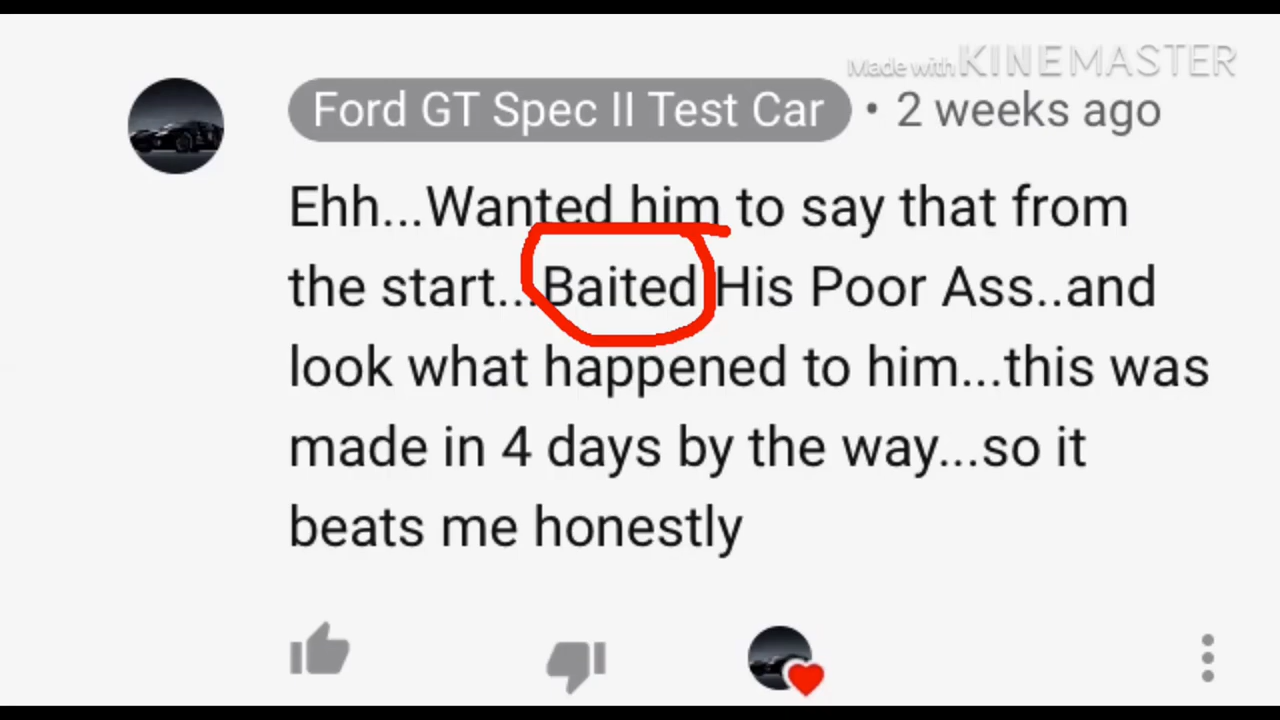 Made with KINEMASTER
Ford GT Spec II Test Car • 2 weeks ago
Ehh...Wanted him to say that from
the start...Baited His Poor Ass..and
look what happened to him...this was
made in 4 days by the way...so it
beats me honestly